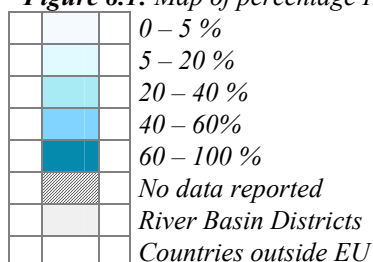 Figure 6.1: Map of percentage
0 – 5 %
5 – 20 %
20 – 40 %
40 – 60%
60 – 100 %
No data reported
River Basin Districts
Countries outside EU